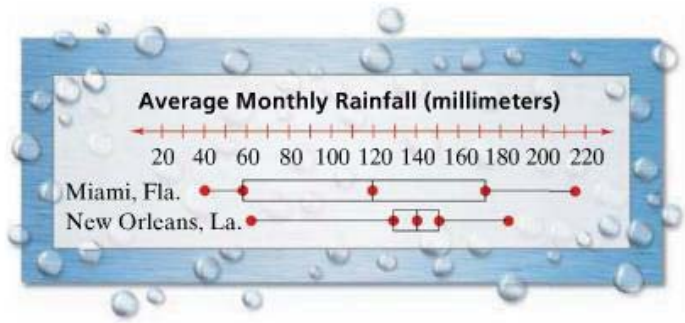 Average Monthly Rainfall (millimeters)
20 40 60 80 100 120 140 160 180 200 220
Miami, Fla.
New Orleans, La.